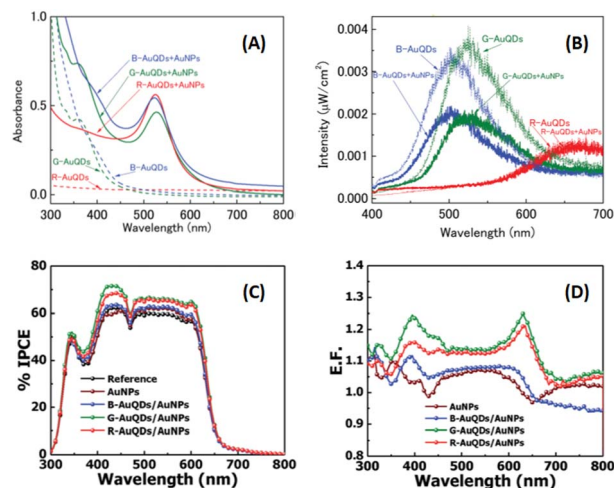 (A)
B-AuQDs+AuNPs
G-AuQDs+AuNPs
R-AuQDs+AuNPs
G-AuQDs
B-AuQDs
R-AuQDs
Absorbance
1.0
0.5
0.0
300 400 500 600 700 800
Wavelength (nm)
(B)
G-AuQDs
B-AuQDs
B-AuQDs+AuNPs
G-AuQDs+AuNPs
R-AuQDs
R-AuQDs+AuNPs
Intensity (μW/cm²)
0.004
0.003
0.002
0.001
0.000
400 500 600 700 800
Wavelength (nm)
(C)
% IPCE
80
60
40
20
0
Reference
AuNPs
B-AuQDs/AuNPs
G-AuQDs/AuNPs
R-AuQDs/AuNPs
300 400 500 600 700 800
Wavelength (nm)
(D)
E.F.
1.4
1.3
1.2
1.1
1.0
0.9
0.8
AuNPs
B-AuQDs/AuNPs
G-AuQDs/AuNPs
R-AuQDs/AuNPs
300 400 500 600 700 800
Wavelength (nm)